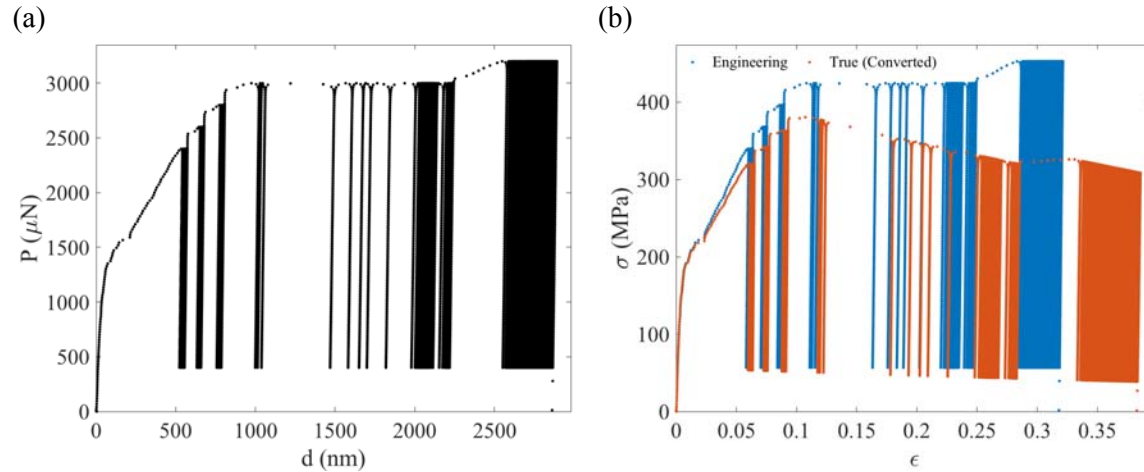 (a)
(b)
3000
2500
2000
1500
1000
500
0
P (μN)
0 500 1000 1500 2000 2500
d (nm)
Engineering True (Converted)
400
300
200
100
0
σ (MPa)
0 0.05 0.1 0.15 0.2 0.25 0.3 0.35
ϵ